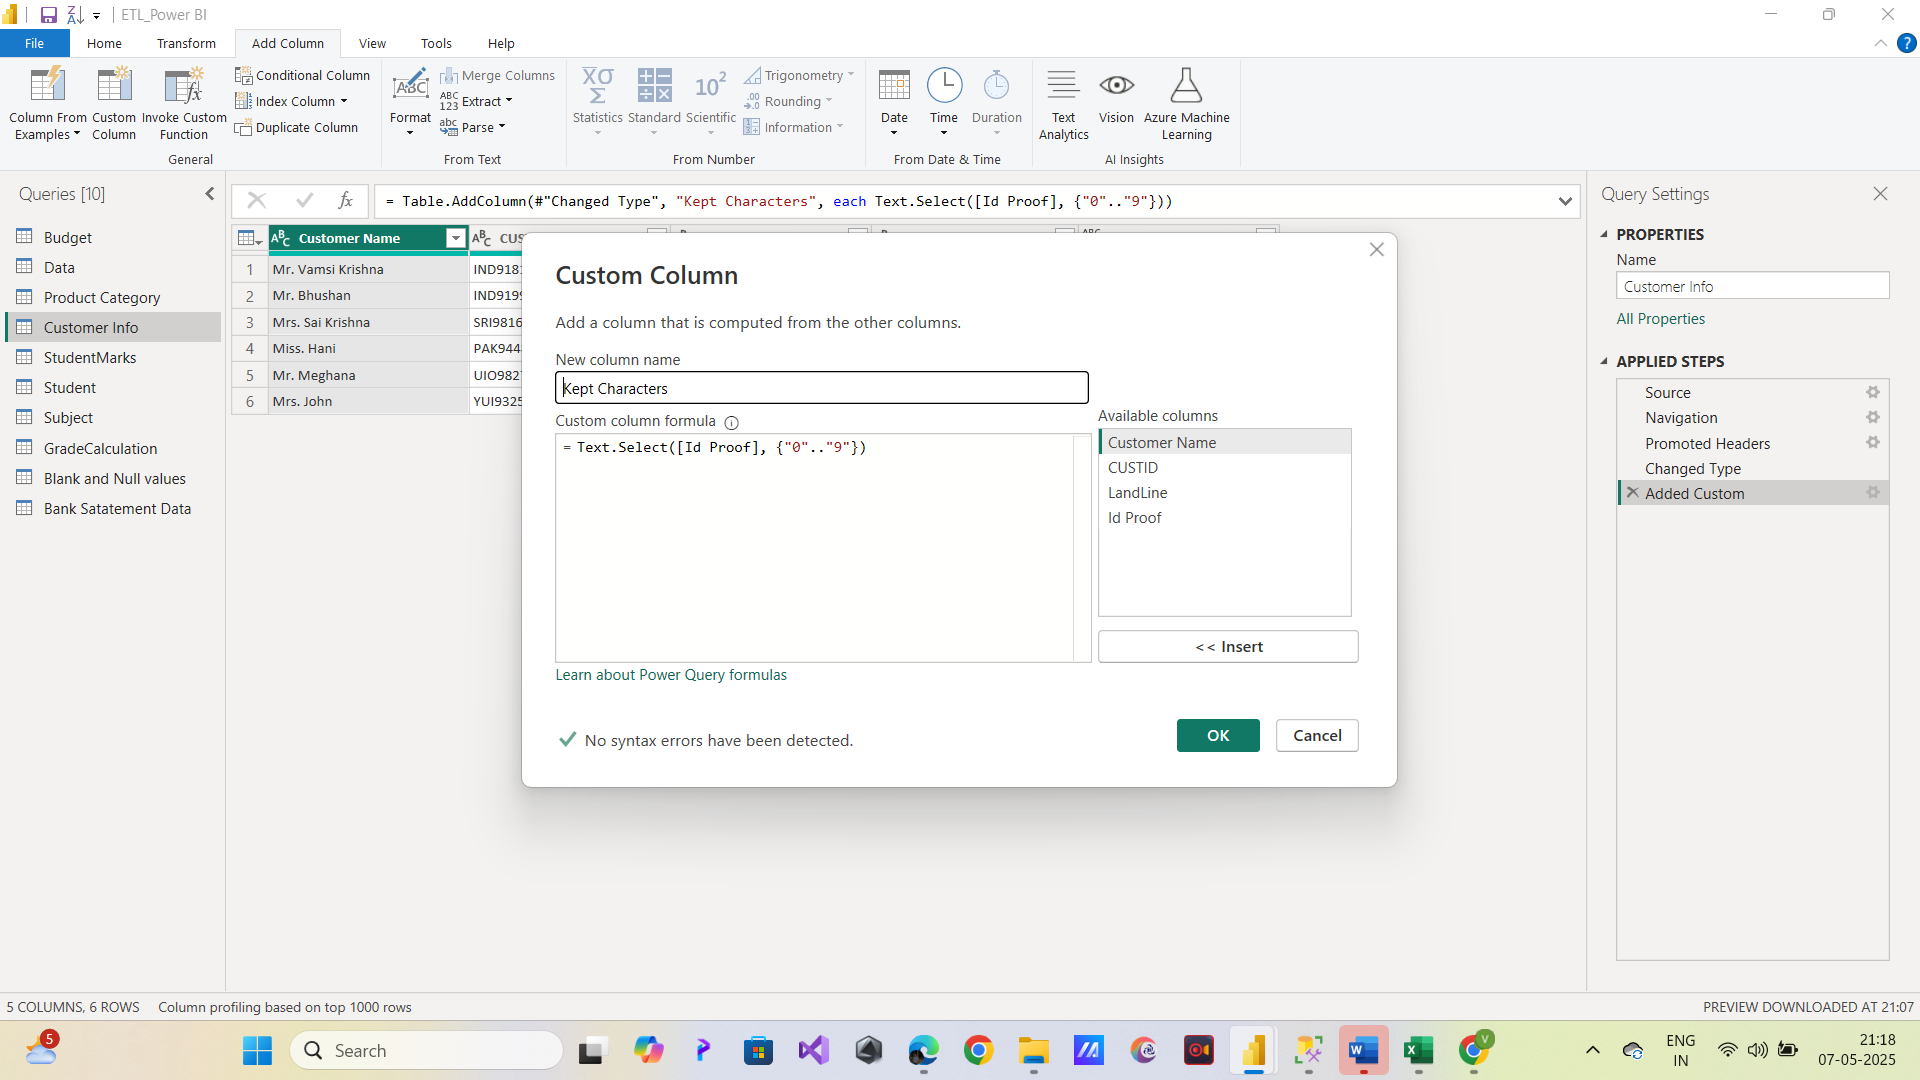 ETL_Power BI
File Home Transform Add Column View Tools Help
Column From Examples
Custom Column
Invoke Custom Function
Conditional Column
Index Column
Duplicate Column
General
Format
Merge Columns
Extract
Parse
From Text
Statistics
Standard
Scientific
Trigonometry
Rounding
Information
From Number
Date
Time
Duration
From Date & Time
Text Analytics
Vision
Azure Machine Learning
AI Insights
Queries [10]
Budget
Data
Product Category
Customer Info
StudentMarks
Student
Subject
GradeCalculation
Blank and Null values
Bank Satatement Data
= Table.AddColumn(#"Changed Type", "Kept Characters", each Text.Select([Id Proof], {"0".."9"}))
Customer Name
1 Mr. Vamsi Krishna
2 Mr. Bhushan
3 Mrs. Sai Krishna
4 Miss. Hani
5 Mr. Meghana
6 Mrs. John
Custom Column
Add a column that is computed from the other columns.
New column name
Kept Characters
Custom column formula
= Text.Select([Id Proof], {"0".."9"})
Available columns
Customer Name
CUSTID
LandLine
Id Proof
<< Insert
Learn about Power Query formulas
No syntax errors have been detected.
OK
Cancel
Query Settings
PROPERTIES
Name
Customer Info
All Properties
APPLIED STEPS
Source
Navigation
Promoted Headers
Changed Type
Added Custom
5 COLUMNS, 6 ROWS Column profiling based on top 1000 rows
PREVIEW DOWNLOADED AT 21:07
5
Search
ENG
IN
21:18
07-05-2025